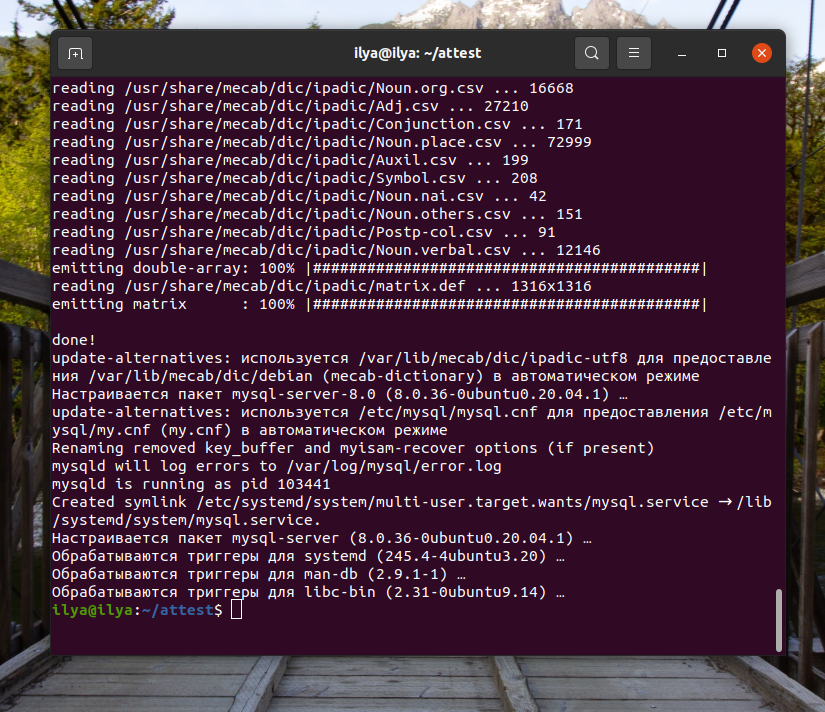 ilya@ilya: ~/attest
reading /usr/share/mecab/dic/ipadic/Noun.org.csv ... 16668
reading /usr/share/mecab/dic/ipadic/Adj.csv ... 27210
reading /usr/share/mecab/dic/ipadic/Conjunction.csv ... 171
reading /usr/share/mecab/dic/ipadic/Noun.place.csv ... 72999
reading /usr/share/mecab/dic/ipadic/Auxil.csv ... 199
reading /usr/share/mecab/dic/ipadic/Symbol.csv ... 208
reading /usr/share/mecab/dic/ipadic/Noun.nai.csv ... 42
reading /usr/share/mecab/dic/ipadic/Noun.others.csv ... 151
reading /usr/share/mecab/dic/ipadic/Postp-col.csv ... 91
reading /usr/share/mecab/dic/ipadic/Noun.verbal.csv ... 12146
emitting double-array: 100% |###########################################|
reading /usr/share/mecab/dic/ipadic/matrix.def ... 1316x1316
emitting matrix      : 100% |###########################################|
done!
update-alternatives: используется /var/lib/mecab/dic/ipadic-utf8 для предоставле
ния /var/lib/mecab/dic/debian (mecab-dictionary) в автоматическом режиме
Настраивается пакет mysql-server-8.0 (8.0.36-0ubuntu0.20.04.1) …
update-alternatives: используется /etc/mysql/mysql.cnf для предоставления /etc/m
ysql/my.cnf (my.cnf) в автоматическом режиме
Renaming removed key_buffer and myisam-recover options (if present)
mysqld will log errors to /var/log/mysql/error.log
mysqld is running as pid 103441
Created symlink /etc/systemd/system/multi-user.target.wants/mysql.service → /lib
/systemd/system/mysql.service.
Настраивается пакет mysql-server (8.0.36-0ubuntu0.20.04.1) …
Обрабатываются триггеры для systemd (245.4-4ubuntu3.20) …
Обрабатываются триггеры для man-db (2.9.1-1) …
Обрабатываются триггеры для libc-bin (2.31-0ubuntu9.14) …
ilya@ilya:~/attest$